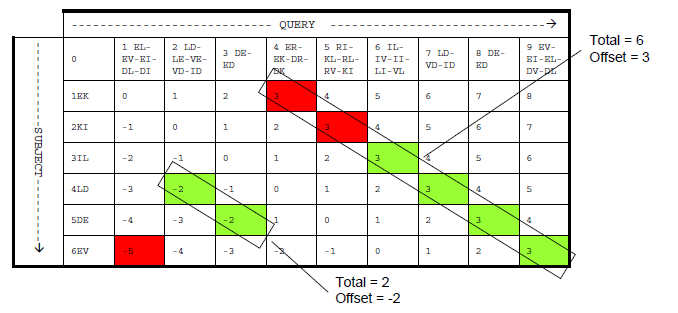 QUERY
Total = 6
Offset = 3
0
1 EL-
EV-EI-
DL-DI
2 LD-
LE-VE-
VD-ID
3 DE-
ED
4 ER-
EK-DR-
DK
5 RI-
KL-RL-
RV-KI
6 IL-
IV-II-
LI-VL
7 LD-
VD-ID
8 DE-
ED
9 EV-
EI-EL-
DV-DL
SUBJECT
1EK 0 1 2 3 4 5 6 7 8
2KI -1 0 1 2 3 4 5 6 7
3IL -2 -1 0 1 2 3 4 5 6
4LD -3 -2 -1 0 1 2 3 4 5
5DE -4 -3 -2 1 0 1 2 3 4
6EV -5 -4 -3 -2 -1 0 1 2 3
Total = 2
Offset = -2